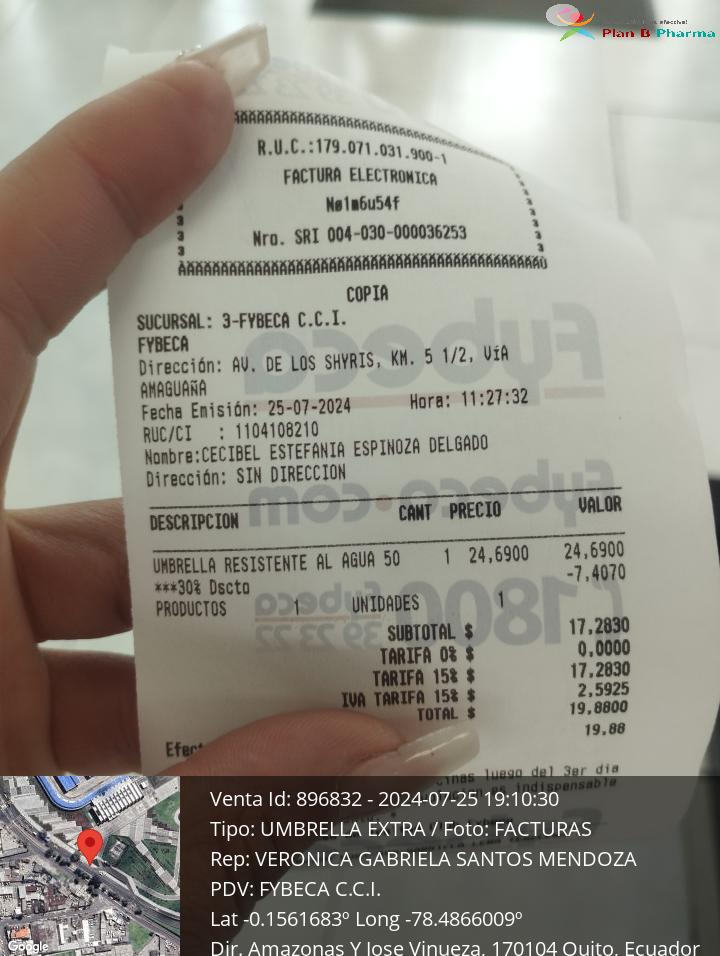 Plan B Pharma
R.U.C.:179.071.031.900-1
FACTURA ELECTRONICA
Nø1m6u54f
Nro. SRI 004-030-000036253
COPIA
SUCURSAL: 3-FYBECA C.C.I.
FYBECA
Dirección: AV. DE LOS SHYRIS, KM. 5 1/2, VíA
AMAGUAñA
Fecha Emisión: 25-07-2024 Hora: 11:27:32
RUC/CI : 1104108210
Nombre:CECIBEL ESTEFANIA ESPINOZA DELGADO
Dirección: SIN DIRECCION
DESCRIPCION CANT PRECIO VALOR
UMBRELLA RESISTENTE AL AGUA 50 1 24,6900 24,6900
***30% Dscto -7,4070
PRODUCTOS 1 UNIDADES 1
SUBTOTAL $ 17.2830
TARIFA 0% $ 0.0000
TARIFA 15% $ 17.2830
IVA TARIFA 15% $ 2.5925
TOTAL $ 19.8800
19.88
luego del 3er dia
indispensable
Venta Id: 896832 - 2024-07-25 19:10:30
Tipo: UMBRELLA EXTRA / Foto: FACTURAS
Rep: VERONICA GABRIELA SANTOS MENDOZA
PDV: FYBECA C.C.I.
Lat -0.1561683º Long -78.4866009º
Dir. Amazonas Y Jose Vinueza, 170104 Quito, Ecuador
Google